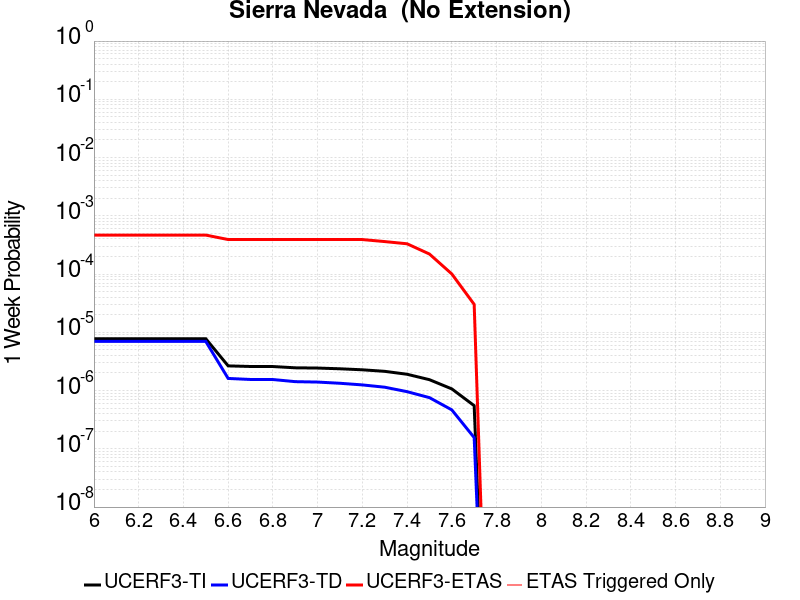 Sierra Nevada  (No Extension)
10^0
10^-1
10^-2
10^-3
10^-4
10^-5
10^-6
10^-7
10^-8
1 Week Probability
6 6.2 6.4 6.6 6.8 7 7.2 7.4 7.6 7.8 8 8.2 8.4 8.6 8.8 9
Magnitude
UCERF3-TI UCERF3-TD UCERF3-ETAS ETAS Triggered Only